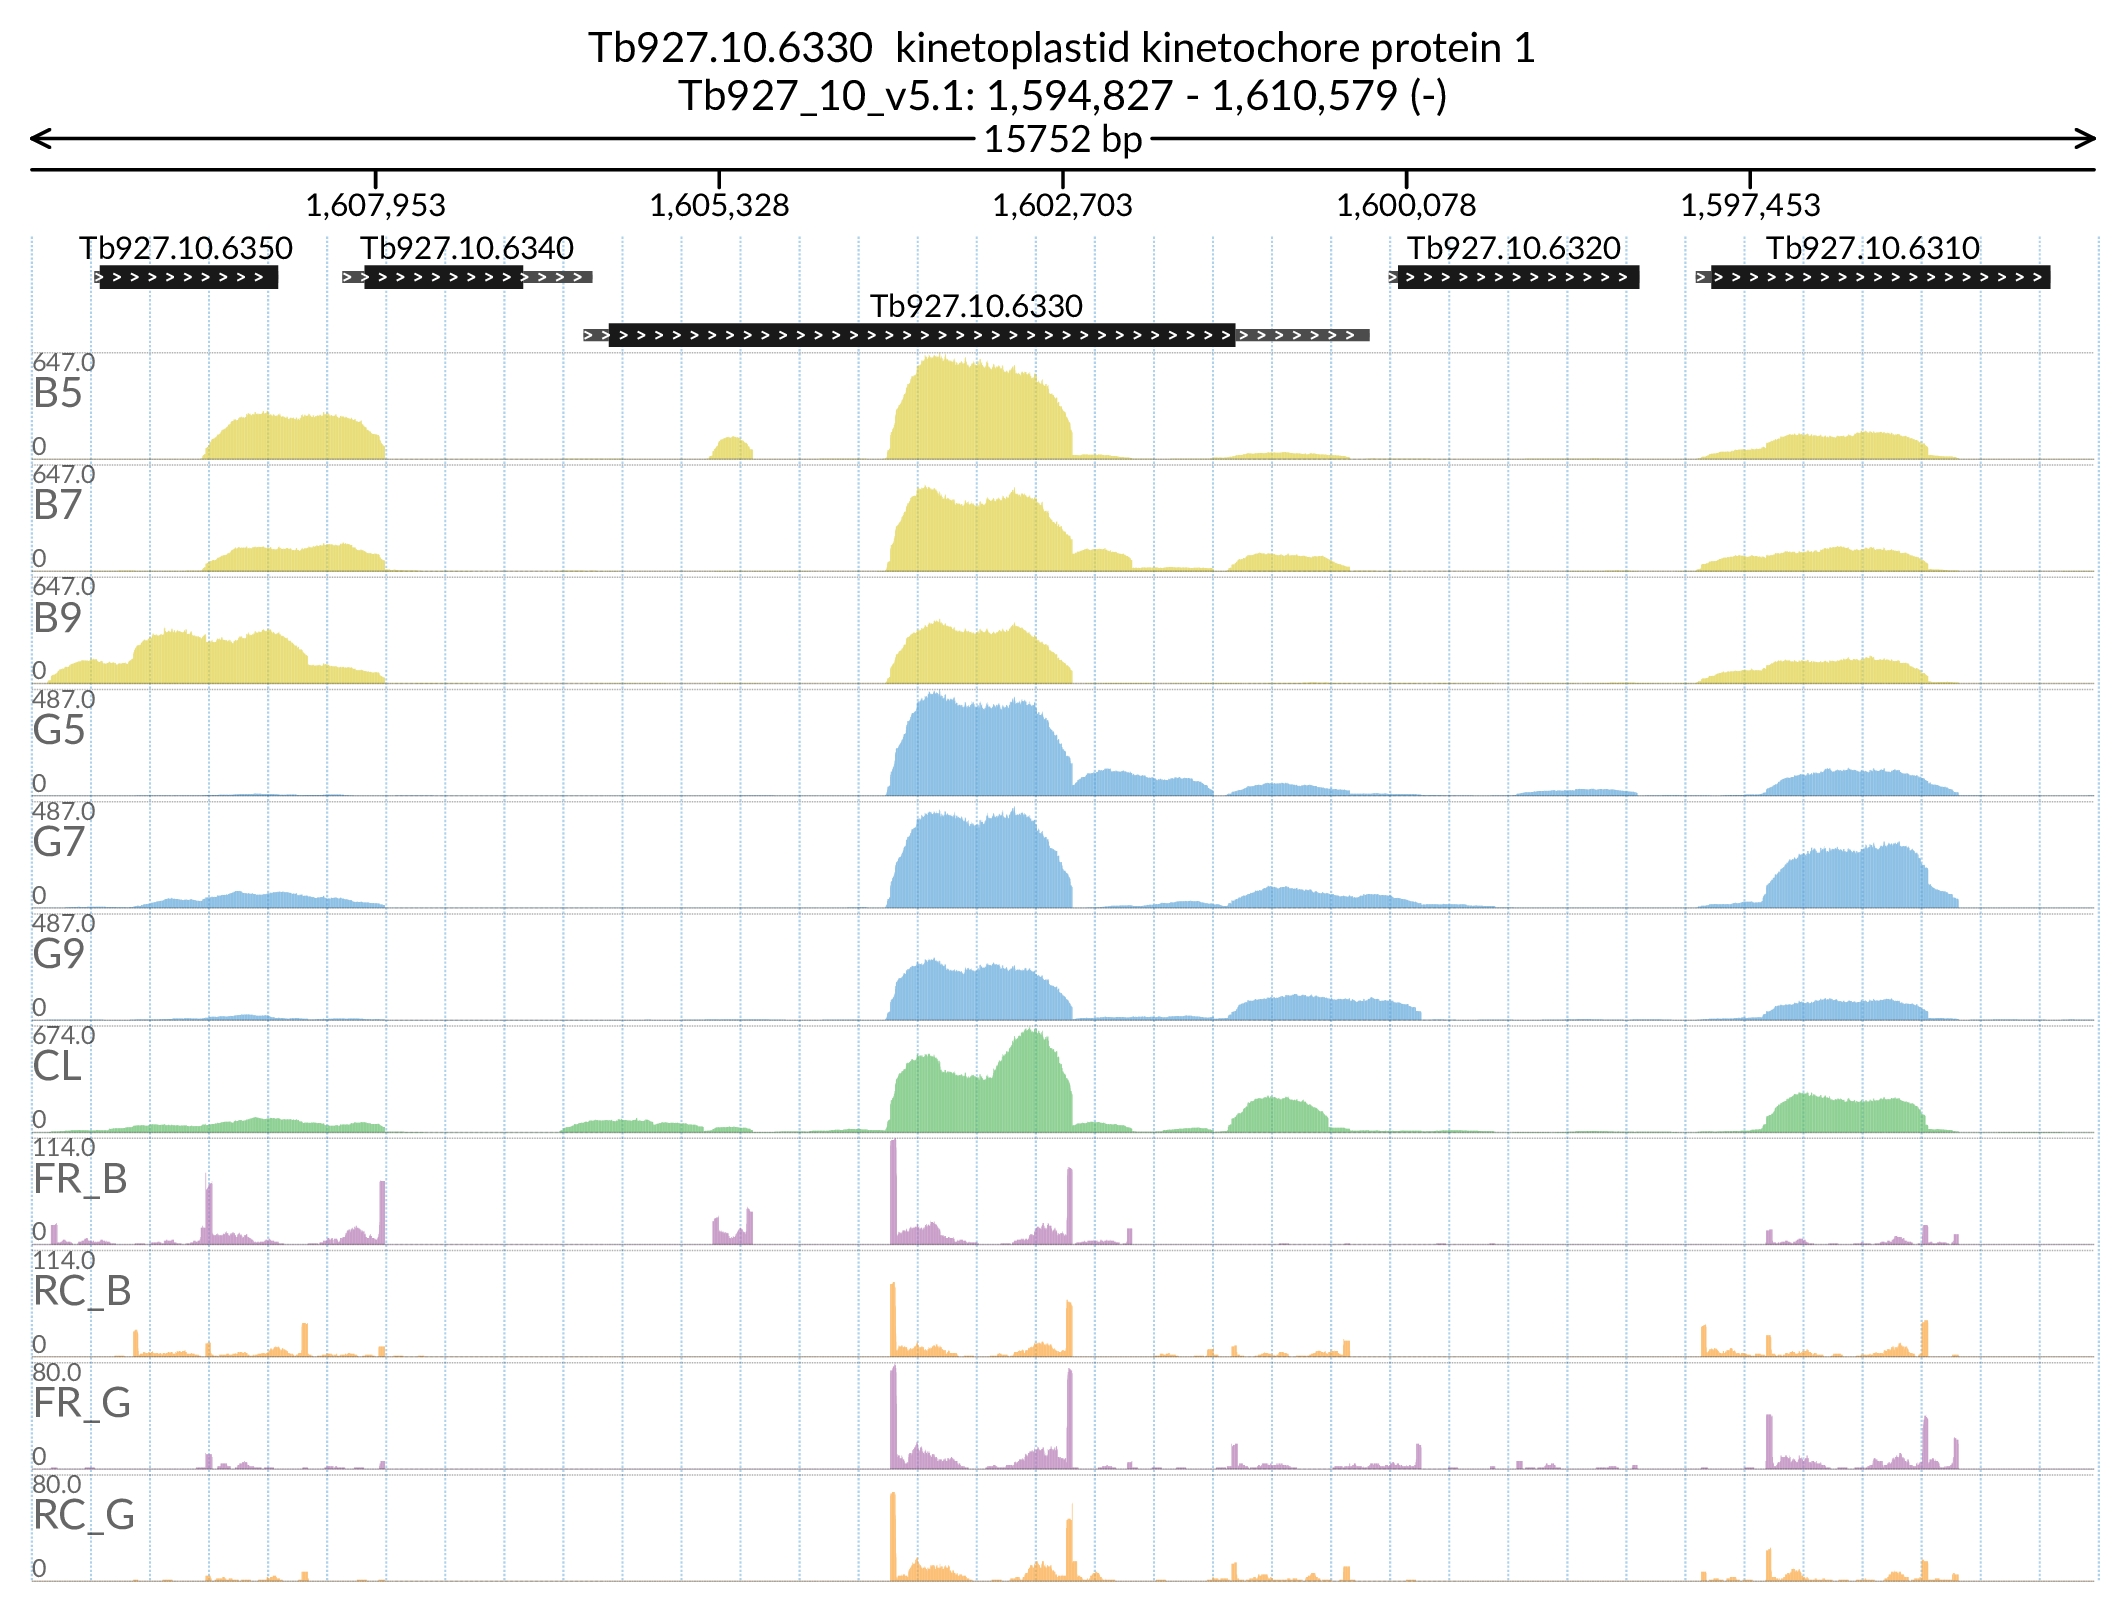 Tb927.10.6330 kinetoplastid kinetochore protein 1
Tb927_10_v5.1: 1,594,827 - 1,610,579 (-)
15752 bp
1,607,953 1,605,328 1,602,703 1,600,078 1,597,453
Tb927.10.6350 Tb927.10.6340 Tb927.10.6320 Tb927.10.6310
Tb927.10.6330
647.0
B5
0
647.0
B7
0
647.0
B9
0
487.0
G5
0
487.0
G7
0
487.0
G9
0
674.0
CL
0
114.0
FR_B
0
114.0
RC_B
0
80.0
FR_G
0
80.0
RC_G
0